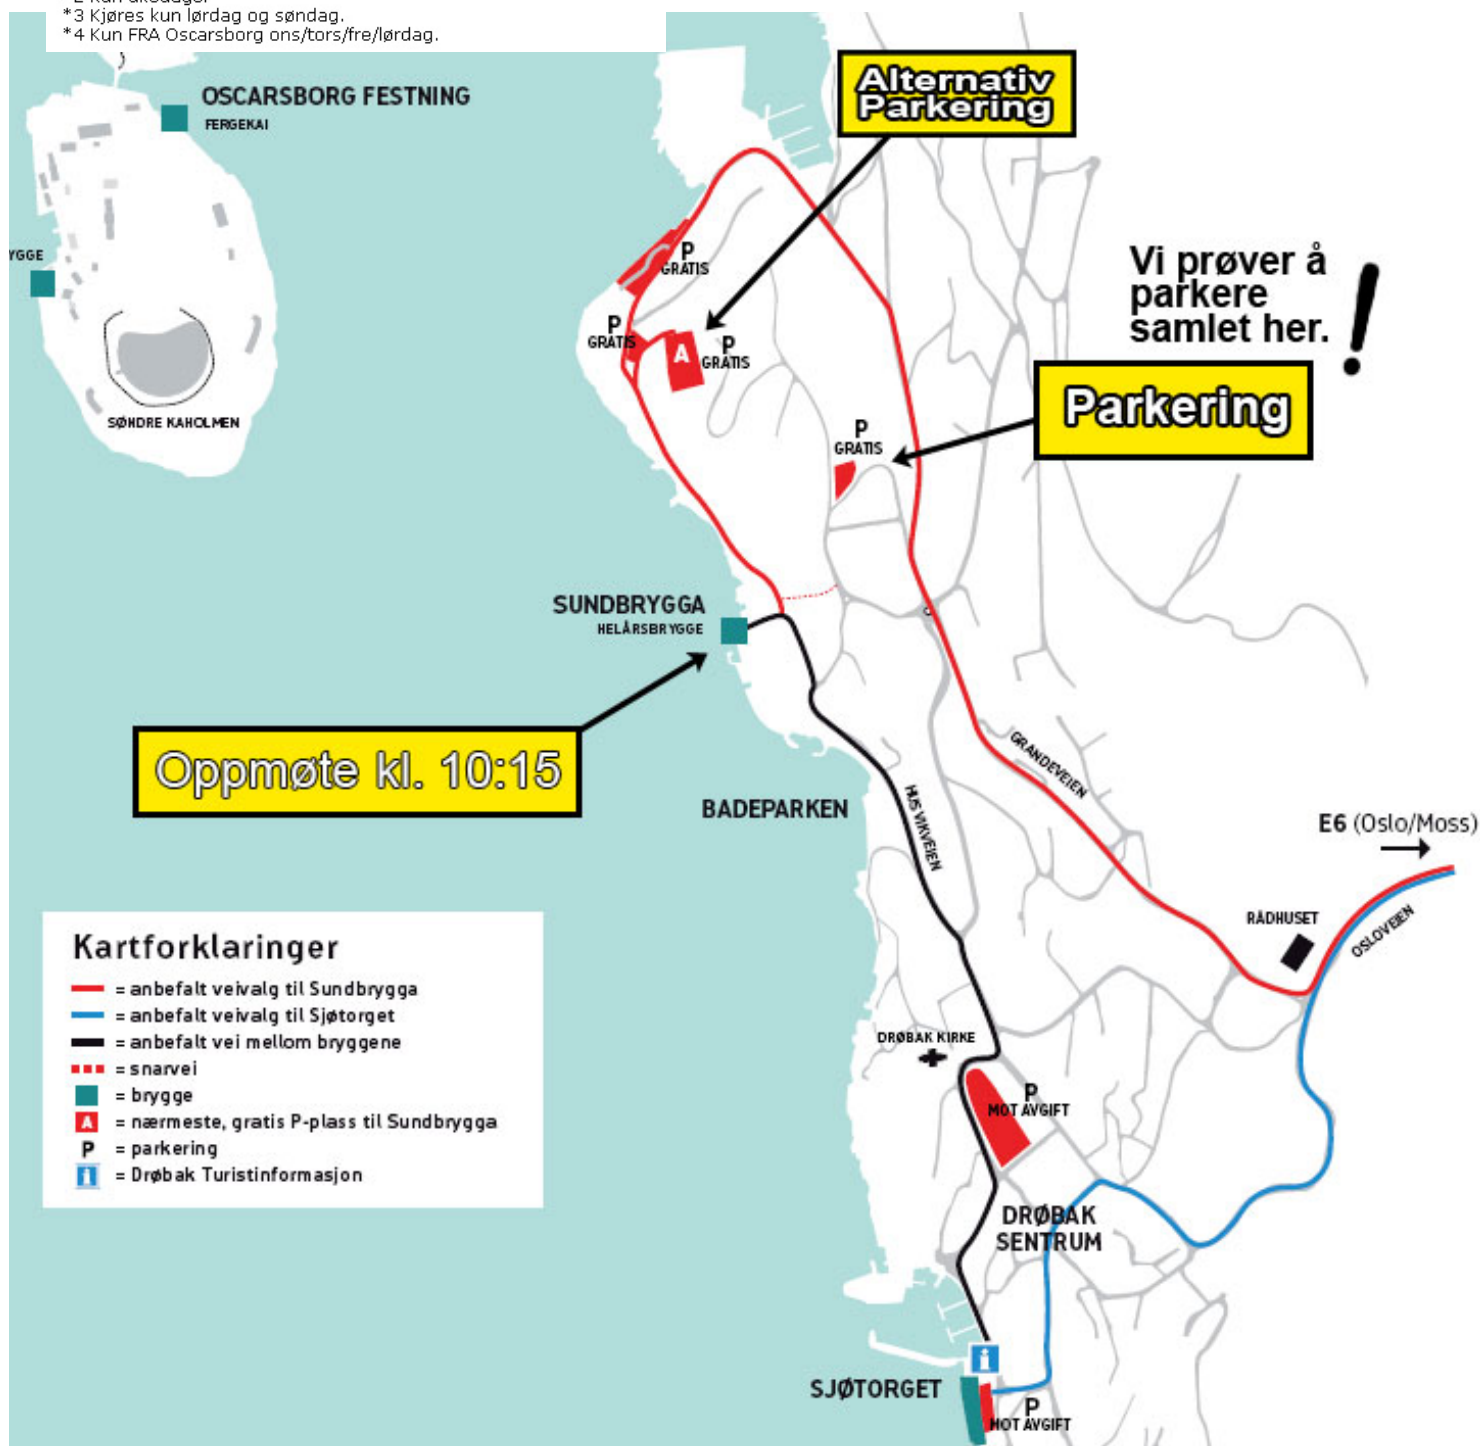 *2 Kun ukedager
*3 Kjøres kun lørdag og søndag.
*4 Kun FRA Oscarsborg ons/tors/fre/lørdag.
OSCARSBORG FESTNING
FERGEKAI
YGGE
SØNDRE KAHOLMEN
Alternativ
Parkering
P
GRATIS
P
GRATIS
A
P
GRATIS
Vi prøver å
parkere
samlet her.
!
Parkering
P
GRATIS
SUNDBRYGGA
HELÅRSBRYGGE
Oppmøte kl. 10:15
BADEPARKEN
HUSVIKVEIEN
GRANDEVEIEN
E6 (Oslo/Moss)
RÅDHUSET
OSLOVEIEN
Kartforklaringer
= anbefalt veivalg til Sundbrygga
= anbefalt veivalg til Sjøtorget
= anbefalt vei mellom bryggene
= snarvei
= brygge
A = nærmeste, gratis P-plass til Sundbrygga
P = parkering
i = Drøbak Turistinformasjon
DRØBAK KIRKE
P
MOT AVGIFT
DRØBAK
SENTRUM
i
SJØTORGET
P
MOT AVGIFT